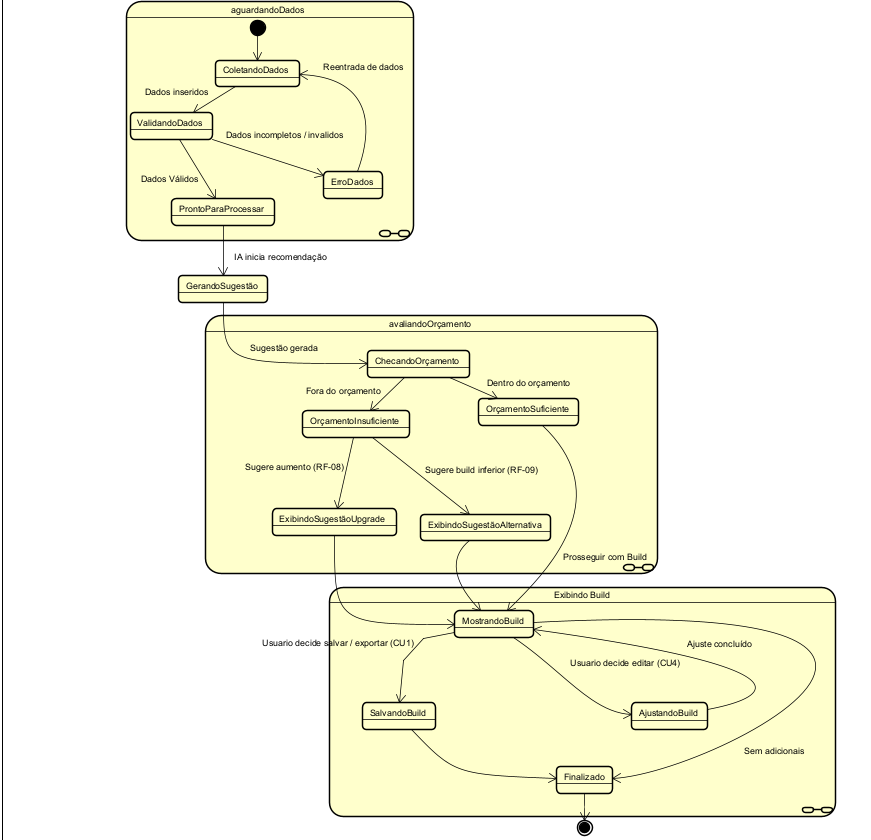 aguardandoDados
ColetandoDados
Reentrada de dados
Dados inseridos
ValidandoDados
Dados incompletos / invalidos
Dados Válidos
ErroDados
ProntoParaProcessar
IA inicia recomendação
GerandoSugestão
avaliandoOrçamento
Sugestão gerada
ChecandoOrçamento
Fora do orçamento
Dentro do orçamento
OrçamentoInsuficiente
OrçamentoSuficiente
Sugere aumento (RF-08)
Sugere build inferior (RF-09)
ExibindoSugestãoUpgrade
ExibindoSugestãoAlternativa
Prosseguir com Build
Exibindo Build
MostrandoBuild
Usuario decide salvar / exportar (CU1)
Ajuste concluído
Usuario decide editar (CU4)
SalvandoBuild
AjustandoBuild
Sem adicionais
Finalizado